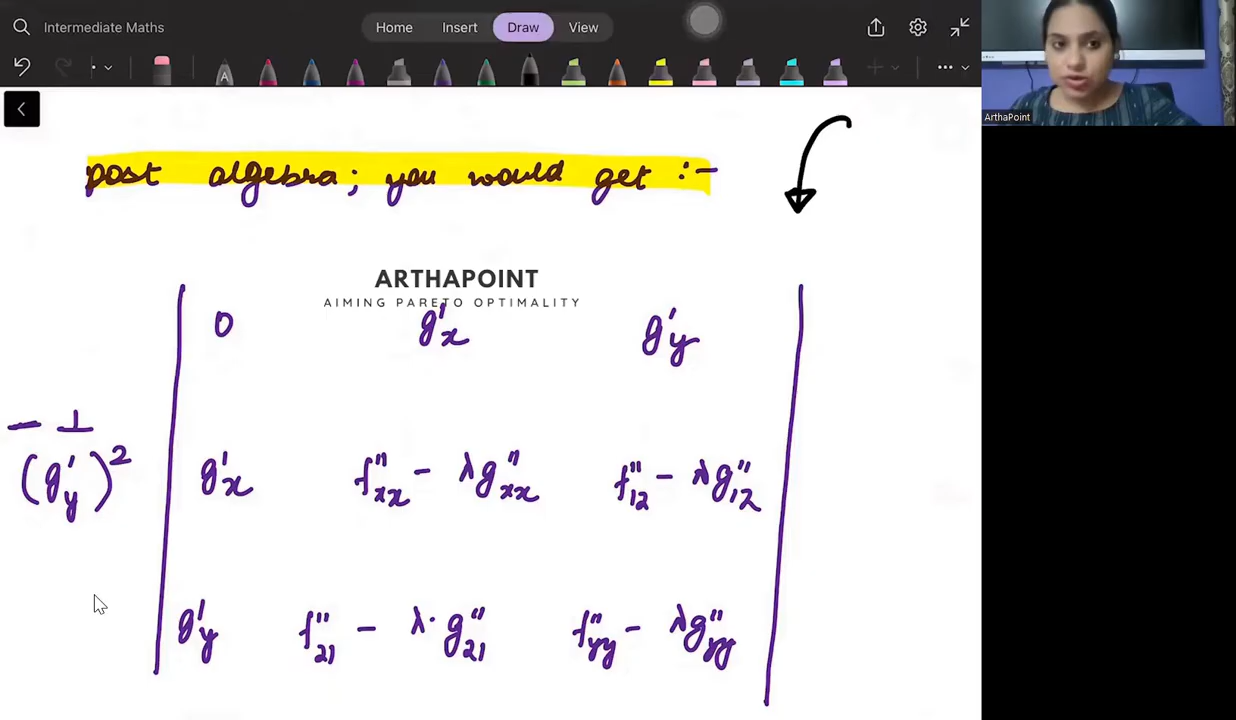 Intermediate Maths
Home Insert Draw View
A
ArthaPoint
post algebra; you would get :-
ARTHAPOINT
AIMING PARETO OPTIMALITY
0 g'x g'y
- 1
(g'y)²
g'x f''xx - λg''xx f''12 - λg''12
g'y f''21 - λ· g''21 f''yy - λg''yy